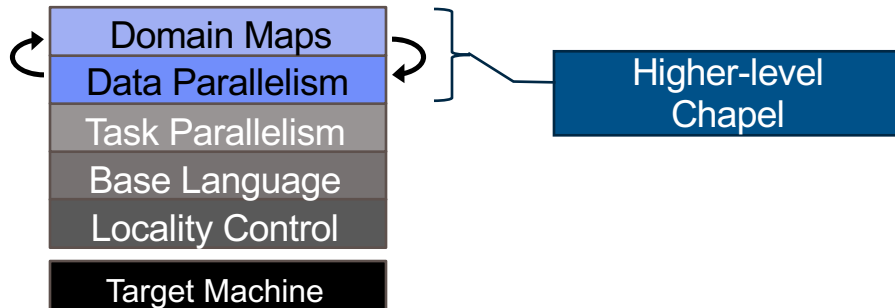 Domain Maps
Data Parallelism
Task Parallelism
Base Language
Locality Control
Target Machine
Higher-level
Chapel